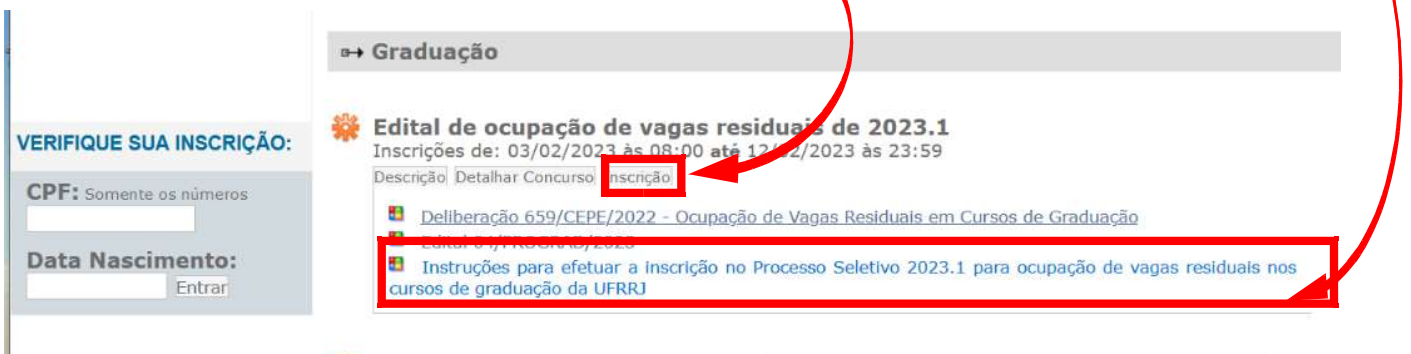 Graduação
VERIFIQUE SUA INSCRIÇÃO:
CPF: Somente os números
Data Nascimento:
Entrar
Edital de ocupação de vagas residuais de 2023.1
Inscrições de: 03/02/2023 às 08:00 até 12/02/2023 às 23:59
Descrição Detalhar Concurso Inscrição
Deliberação 659/CEPE/2022 - Ocupação de Vagas Residuais em Cursos de Graduação
Instruções para efetuar a inscrição no Processo Seletivo 2023.1 para ocupação de vagas residuais nos
cursos de graduação da UFRRJ